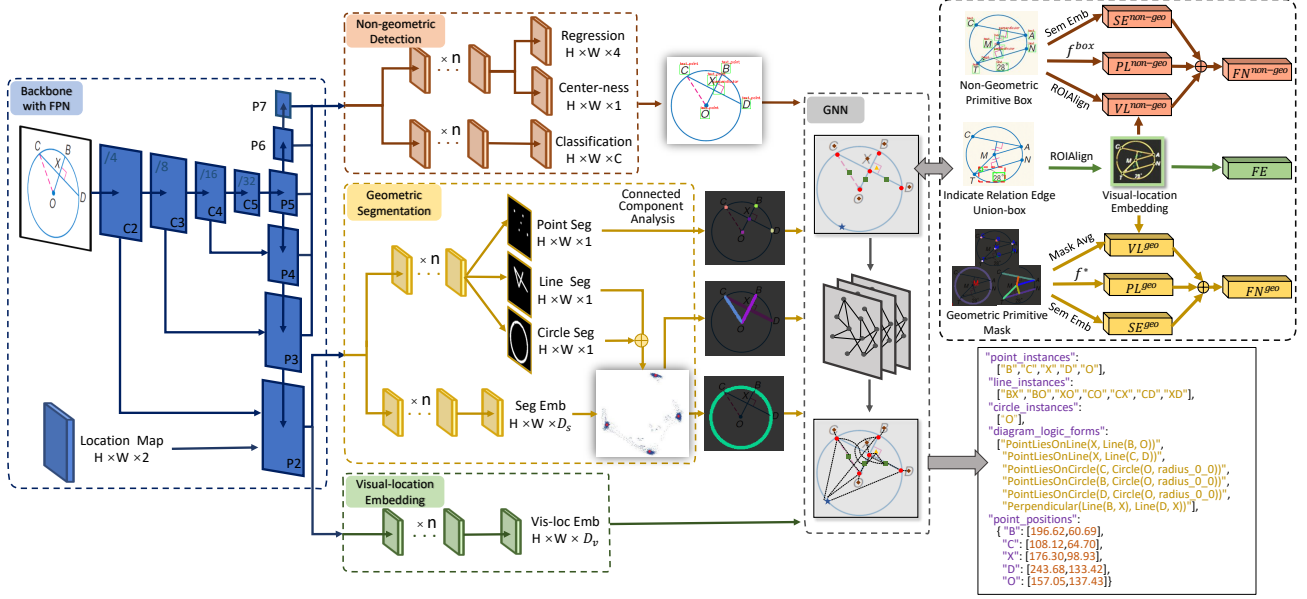 Backbone
with FPN
/4
/8
/16
/32
C
B
X
D
O
C2
C3
C4
C5
P7
P6
P5
P4
P3
P2
Location Map
H ×W ×2
Non-geometric
Detection
× n
× n
Regression
H ×W ×4
Center-ness
H ×W ×1
Classification
H ×W ×C
Geometric
Segmentation
× n
× n
Point Seg
H ×W ×1
Line Seg
H ×W ×1
Circle Seg
H ×W ×1
Seg Emb
H ×W ×Dₛ
Connected
Component
Analysis
Visual-location
Embedding
× n
Vis-loc Emb
H ×W × Dᵥ
C
B
X
D
O
C
B
X
D
O
C
B
O
D
C
B
O
D
GNN
C
A
M
N
T
28°
Non-Geometric
Primitive Box
C
A
M
N
T
28°
Indicate Relation Edge
Union-box
Geometric Primitive
Mask
Sem Emb
f^{box}
ROIAlign
ROIAlign
Mask Avg
f^*
Sem Emb
SE^{non-geo}
PL^{non-geo}
VL^{non-geo}
FN^{non-geo}
Visual-location
Embedding
FE
VL^{geo}
PL^{geo}
SE^{geo}
FN^{geo}
"point_instances":
["B","C","X","D","O"],
"line_instances":
["BX","BO","XO","CO","CX","CD","XD"],
"circle_instances":
["O"],
"diagram_logic_forms":
["PointLiesOnLine(X, Line(B, O))",
"PointLiesOnLine(X, Line(C, D))",
"PointLiesOnCircle(C, Circle(O, radius_0_0))",
"PointLiesOnCircle(B, Circle(O, radius_0_0))",
"PointLiesOnCircle(D, Circle(O, radius_0_0))",
"Perpendicular(Line(B, X), Line(D, X))"],
"point_positions":
{ "B": [196.62,60.69],
"C": [108.12,64.70],
"X": [176.30,98.93],
"D": [243.68,133.42],
"O": [157.05,137.43]}